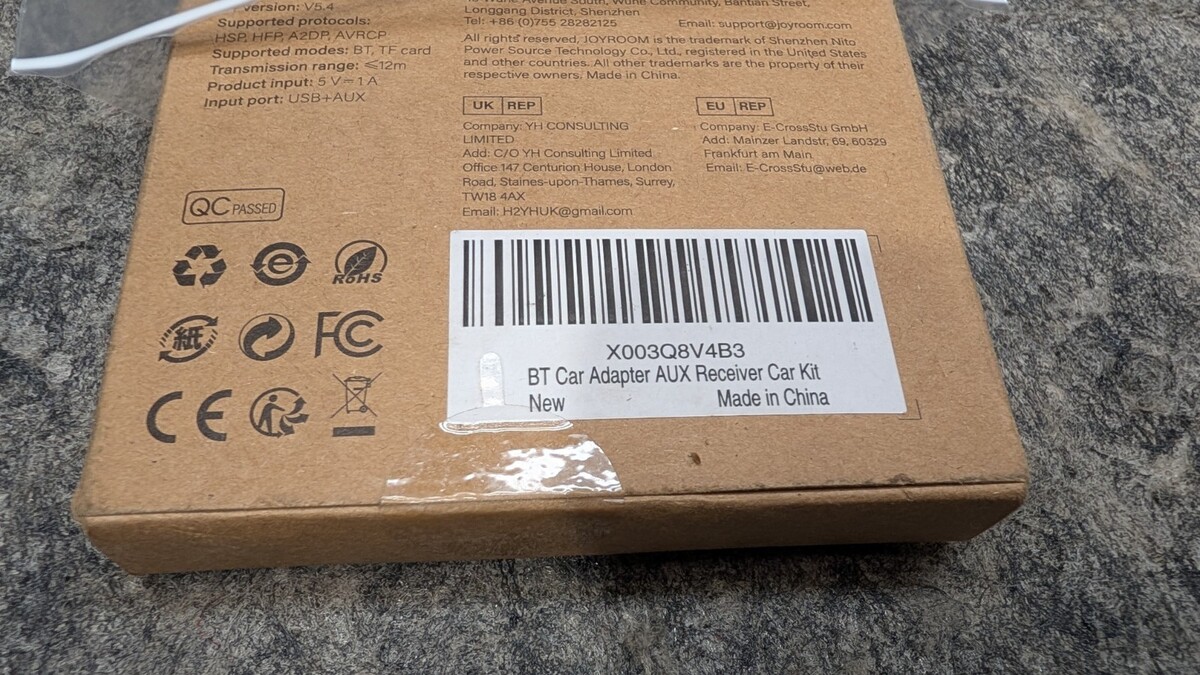 version: V5.4
Supported protocols:
HSP, HFP, A2DP, AVRCP
Supported modes: BT, TF card
Transmission range: ≤12m
Product input: 5 V⎓1 A
Input port: USB+AUX
Avenue South, Wuhe Community, Bantian Street,
Longgang District, Shenzhen
Tel: +86 (0)755 28282125 Email: support@joyroom.com
All rights reserved, JOYROOM is the trademark of Shenzhen Nito
Power Source Technology Co., Ltd., registered in the United States
and other countries. All other trademarks are the property of their
respective owners. Made in China.
UK REP
Company: YH CONSULTING
LIMITED
Add: C/O YH Consulting Limited
Office 147 Centurion House, London
Road, Staines-upon-Thames, Surrey,
TW18 4AX
Email: H2YHUK@gmail.com
EU REP
Company: E-CrossStu GmbH
Add: Mainzer Landstr, 69, 60329
Frankfurt am Main
Email: E-CrossStu@web.de
QC PASSED
e
RoHS
紙
FC
CE
X003Q8V4B3
BT Car Adapter AUX Receiver Car Kit
New Made in China